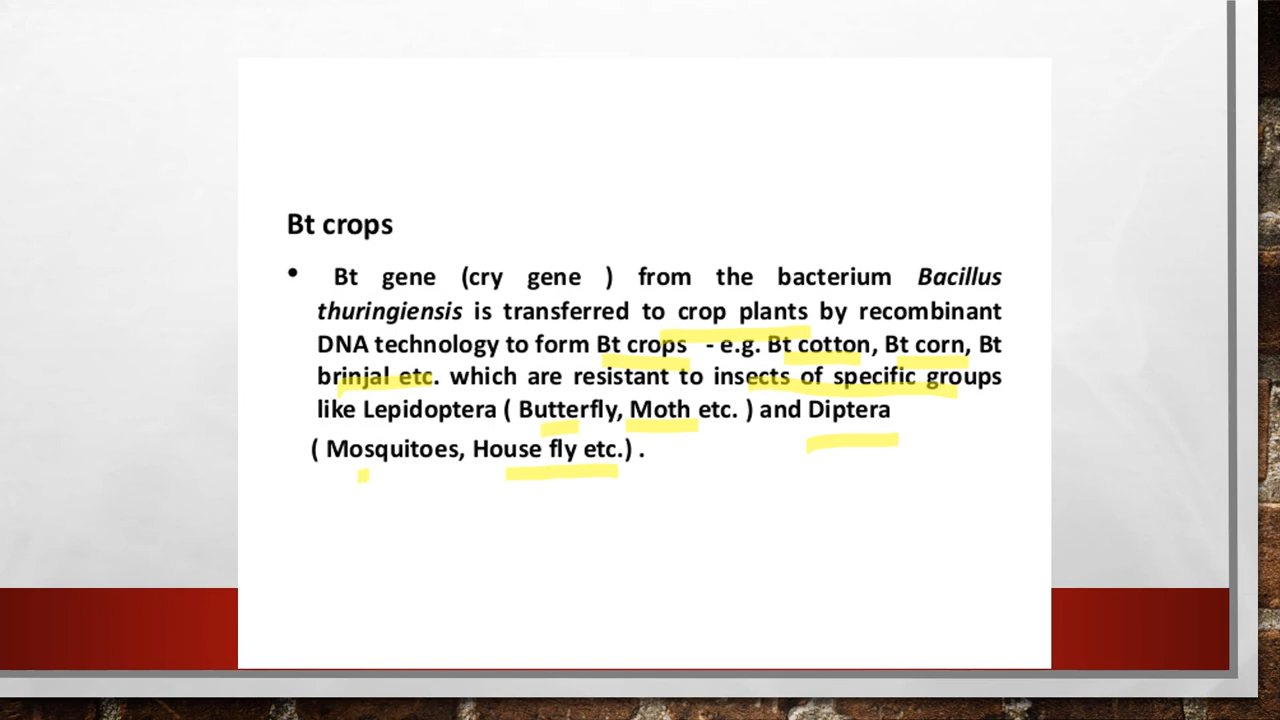 Bt crops
• Bt gene (cry gene ) from the bacterium Bacillus
thuringiensis is transferred to crop plants by recombinant
DNA technology to form Bt crops - e.g. Bt cotton, Bt corn, Bt
brinjal etc. which are resistant to insects of specific groups
like Lepidoptera ( Butterfly, Moth etc. ) and Diptera
( Mosquitoes, House fly etc.) .